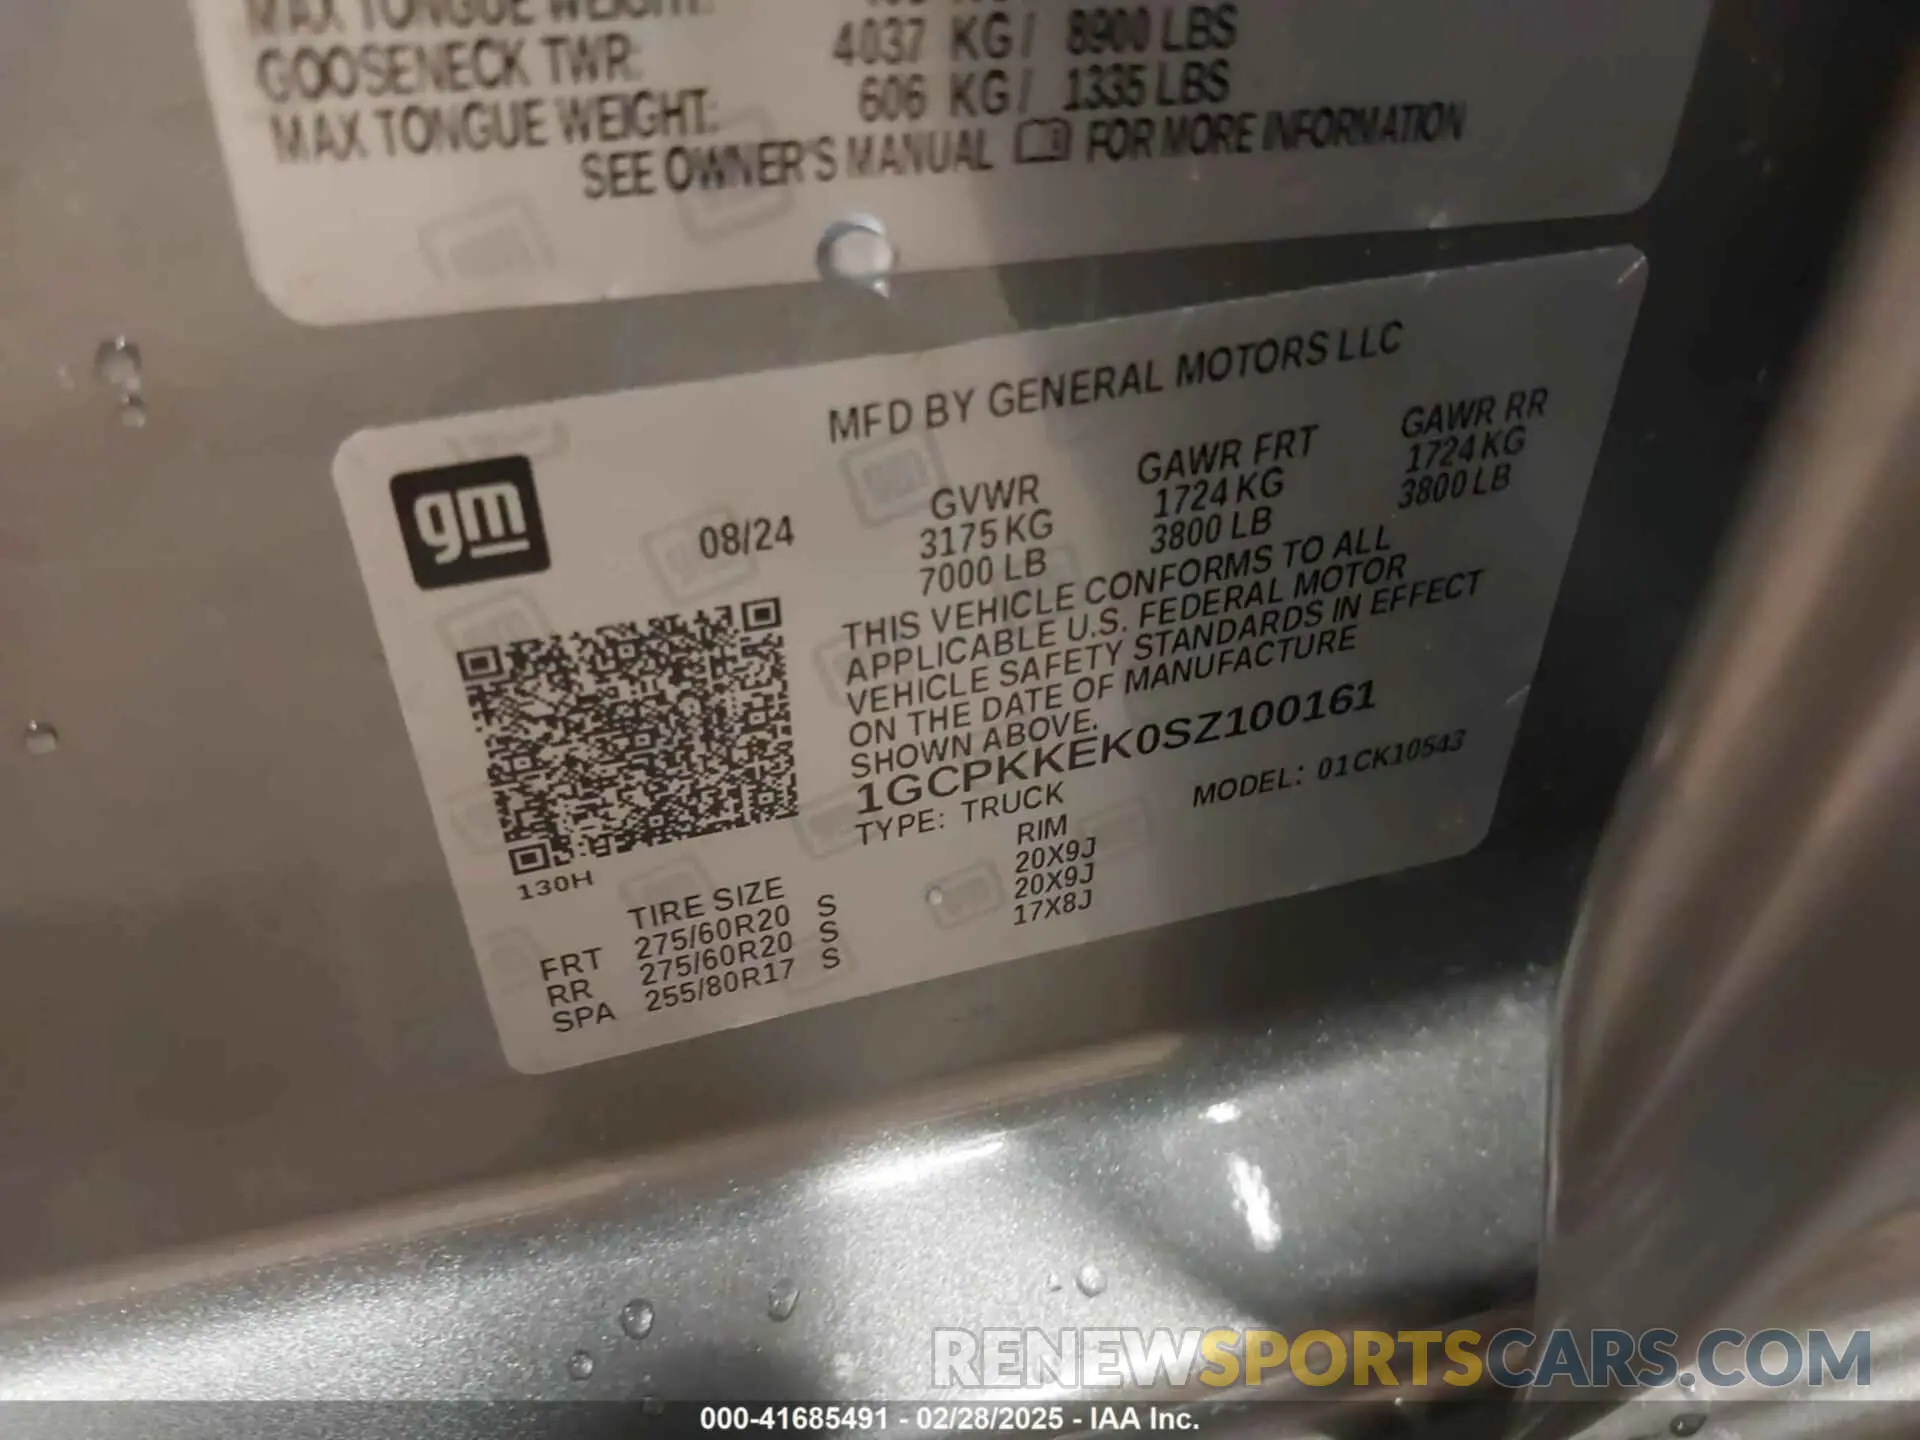 MAX TONGUE WEIGHT:
GOOSENECK TWR: 4037 KG/ 8900 LBS
MAX TONGUE WEIGHT: 606 KG/ 1335 LBS
SEE OWNER'S MANUAL FOR MORE INFORMATION
MFD BY GENERAL MOTORS LLC
gm
08/24
GVWR GAWR FRT GAWR RR
3175 KG 1724 KG 1724 KG
7000 LB 3800 LB 3800 LB
THIS VEHICLE CONFORMS TO ALL
APPLICABLE U.S. FEDERAL MOTOR
VEHICLE SAFETY STANDARDS IN EFFECT
ON THE DATE OF MANUFACTURE
SHOWN ABOVE.
1GCPKKEK0SZ100161
TYPE: TRUCK MODEL: 01CK10543
130H
TIRE SIZE RIM
FRT 275/60R20 S 20X9J
RR 275/60R20 S 20X9J
SPA 255/80R17 S 17X8J
RENEWSPORTSCARS.COM
000-41685491 - 02/28/2025 - IAA Inc.